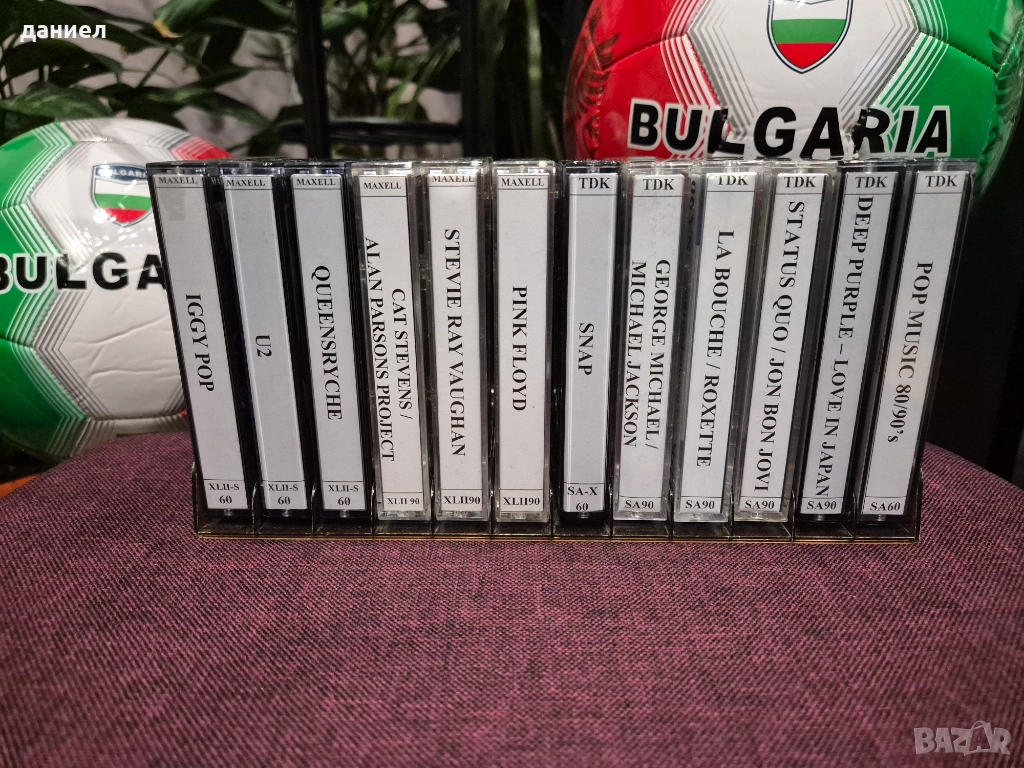 даниел
BULGARIA
BULGARIA
BULGARIA
MAXELL
IGGY POP
XLII-S
60
MAXELL
U2
XLII-S
60
MAXELL
QUEENSRYCHE
XLII-S
60
MAXELL
CAT STEVENS /
ALAN PARSONS PROJECT
XLII 90
MAXELL
STEVIE RAY VAUGHAN
XLII90
MAXELL
PINK FLOYD
XLII90
TDK
SNAP
SA-X
60
TDK
GEORGE MICHAEL /
MICHAEL JACKSON
SA90
TDK
LA BOUCHE / ROXETTE
SA90
TDK
STATUS QUO / JON BON JOVI
SA90
TDK
DEEP PURPLE – LOVE IN JAPAN
SA90
TDK
POP MUSIC 80/90's
SA60
BAZAR